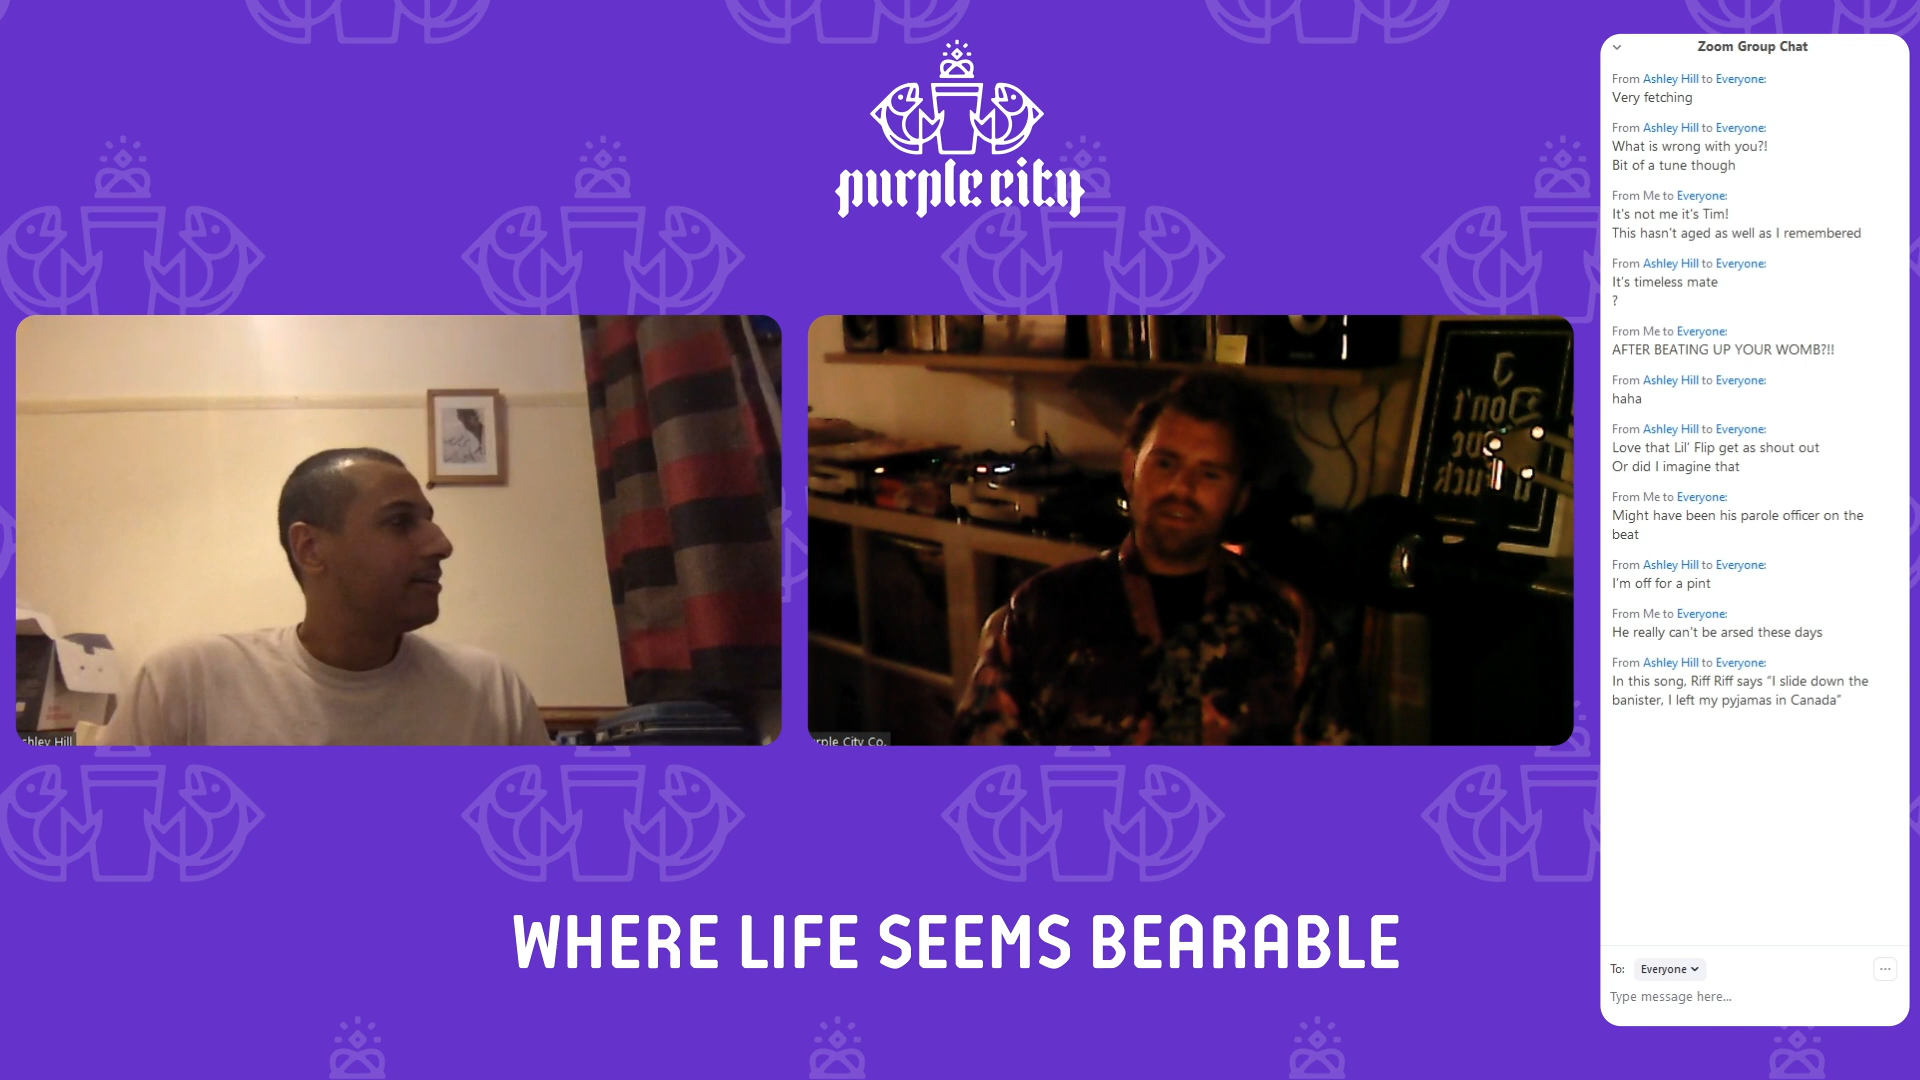 purple city
Zoom Group Chat
From Ashley Hill to Everyone:
Very fetching
From Ashley Hill to Everyone:
What is wrong with you?!
Bit of a tune though
From Me to Everyone:
It's not me it's Tim!
This hasn't aged as well as I remembered
From Ashley Hill to Everyone:
It's timeless mate
?
From Me to Everyone:
AFTER BEATING UP YOUR WOMB?!!
From Ashley Hill to Everyone:
haha
From Ashley Hill to Everyone:
Love that Lil' Flip get as shout out
Or did I imagine that
From Me to Everyone:
Might have been his parole officer on the
beat
From Ashley Hill to Everyone:
I'm off for a pint
From Me to Everyone:
He really can't be arsed these days
From Ashley Hill to Everyone:
In this song, Riff Riff says “I slide down the
banister, I left my pyjamas in Canada”
To: Everyone
Type message here...
I
Don't
u
chley Hill
rple City Co.
WHERE LIFE SEEMS BEARABLE